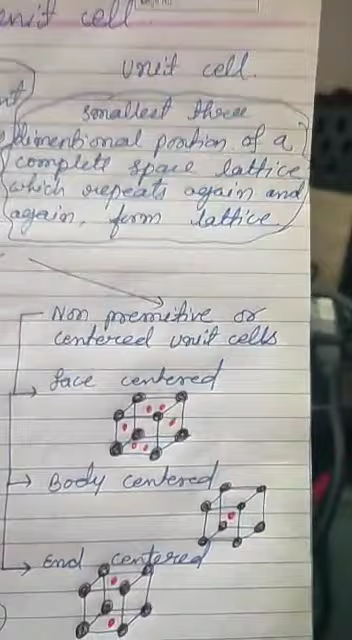 unit cell
Unit cell.
smallest three
dimentional portion of a
complete space lattice
which repeats again and
again, form lattice
Non premitive or
centered unit cells
face centered
Body centered
End centered